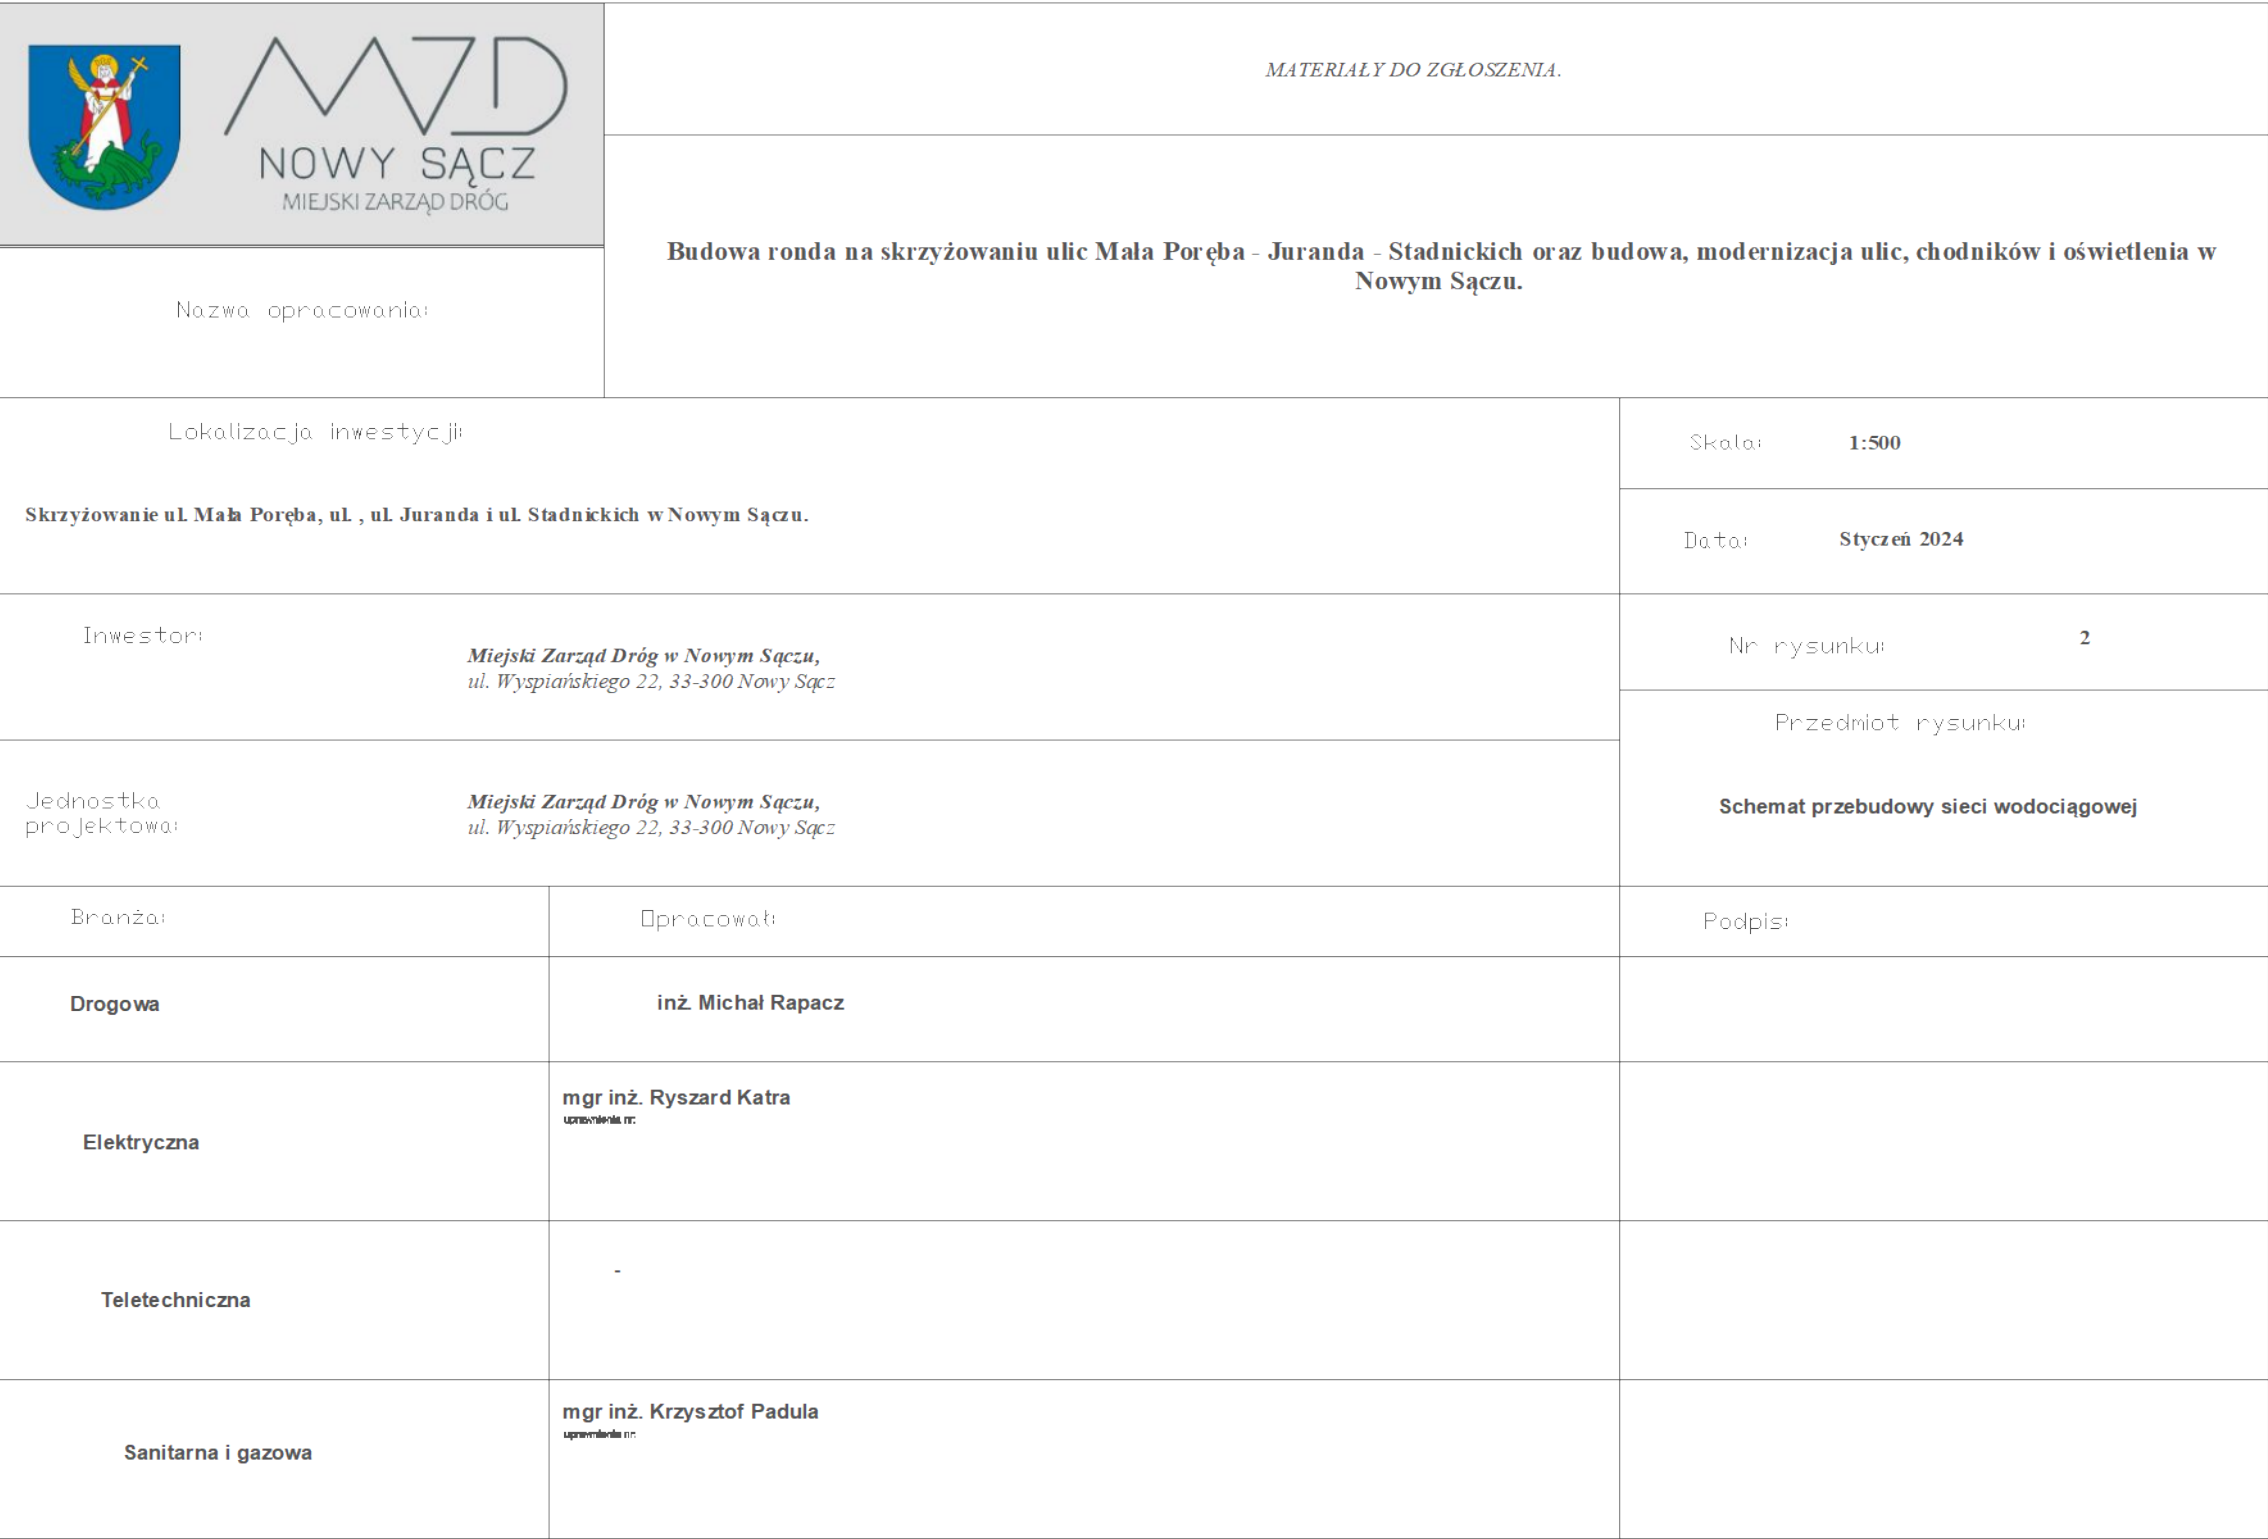 MZD
NOWY SĄCZ
MIEJSKI ZARZĄD DRÓG
MATERIAŁY DO ZGŁOSZENIA.
Nazwa opracowania:
Budowa ronda na skrzyżowaniu ulic Mała Poręba - Juranda - Stadnickich oraz budowa, modernizacja ulic, chodników i oświetlenia w
Nowym Sączu.
Lokalizacja inwestycji:
Skrzyżowanie ul. Mała Poręba, ul. , ul. Juranda i ul. Stadnickich w Nowym Sączu.
Skala: 1:500
Data: Styczeń 2024
Inwestor:
Miejski Zarząd Dróg w Nowym Sączu,
ul. Wyspiańskiego 22, 33-300 Nowy Sącz
Nr rysunku: 2
Przedmiot rysunku:
Schemat przebudowy sieci wodociągowej
Jednostka
projektowa:
Miejski Zarząd Dróg w Nowym Sączu,
ul. Wyspiańskiego 22, 33-300 Nowy Sącz
Branża: Opracował: Podpis:
Drogowa inż. Michał Rapacz
Elektryczna
mgr inż. Ryszard Katra
uprawnienia nr:
Teletechniczna -
Sanitarna i gazowa
mgr inż. Krzysztof Padula
uprawnienia nr: